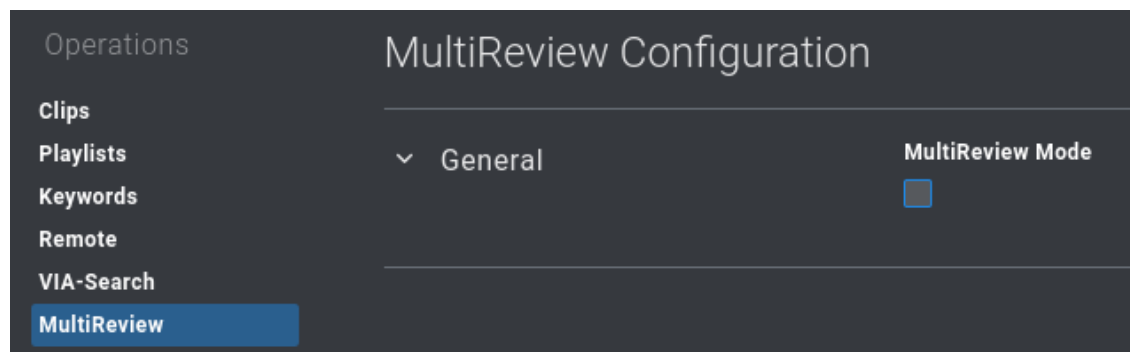 Operations
Clips
Playlists
Keywords
Remote
VIA-Search
MultiReview
MultiReview Configuration
General
MultiReview Mode